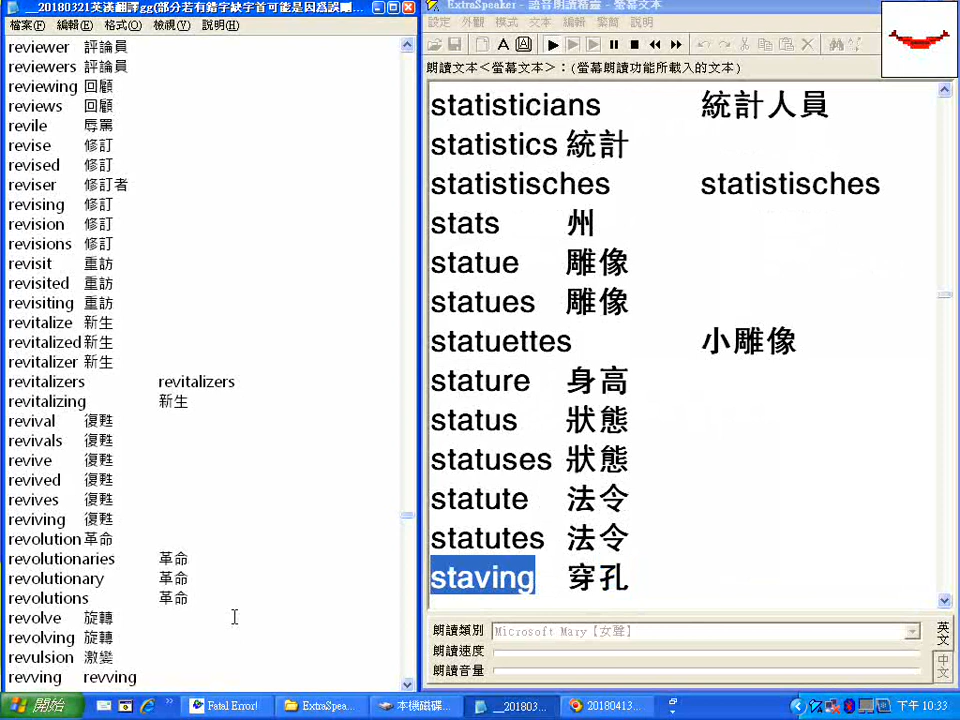 __20180321英漢翻譯gg(部分若有錯字缺字首可能是因為誤刪...
檔案(F) 編輯(E) 格式(O) 檢視(V) 說明(H)
reviewer 評論員
reviewers 評論員
reviewing 回顧
reviews 回顧
revile 辱罵
revise 修訂
revised 修訂
reviser 修訂者
revising 修訂
revision 修訂
revisions 修訂
revisit 重訪
revisited 重訪
revisiting 重訪
revitalize 新生
revitalized 新生
revitalizer 新生
revitalizers revitalizers
revitalizing 新生
revival 復甦
revivals 復甦
revive 復甦
revived 復甦
revives 復甦
reviving 復甦
revolution 革命
revolutionaries 革命
revolutionary 革命
revolutions 革命
revolve 旋轉
revolving 旋轉
revulsion 激變
revving revving
ExtraSpeaker - 語音朗讀精靈 - 螢幕文本
設定 外觀 模式 文本 語音 編輯 繁簡 說明
朗讀文本<螢幕文本>：(螢幕朗讀功能所載入的文本)
statisticians 統計人員
statistics 統計
statistisches statistisches
stats 州
statue 雕像
statues 雕像
statuettes 小雕像
stature 身高
status 狀態
statuses 狀態
statute 法令
statutes 法令
staving 穿孔
朗讀類別 Microsoft Mary【女聲】
朗讀速度
朗讀音量
英文
中文
開始 Fatal Error! ExtraSpea... 本機磁碟... __201803... 20180413... 下午 10:33